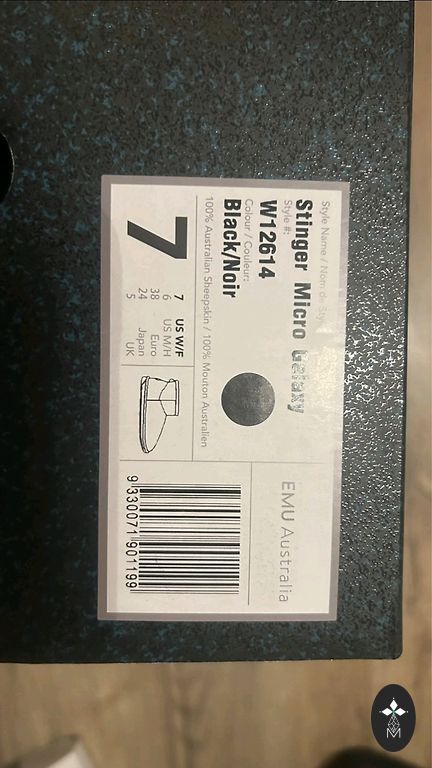 Style Name / Nom de Style:
Stinger Micro Galaxy
Style #:
W12614
Colour / Couleur:
Black/Noir
100% Australian Sheepskin / 100% Mouton Australien
7
7 US W/F
6 US M/H
38 Euro
24 Japan
5 UK
EMU Australia
9 330071 901199
M